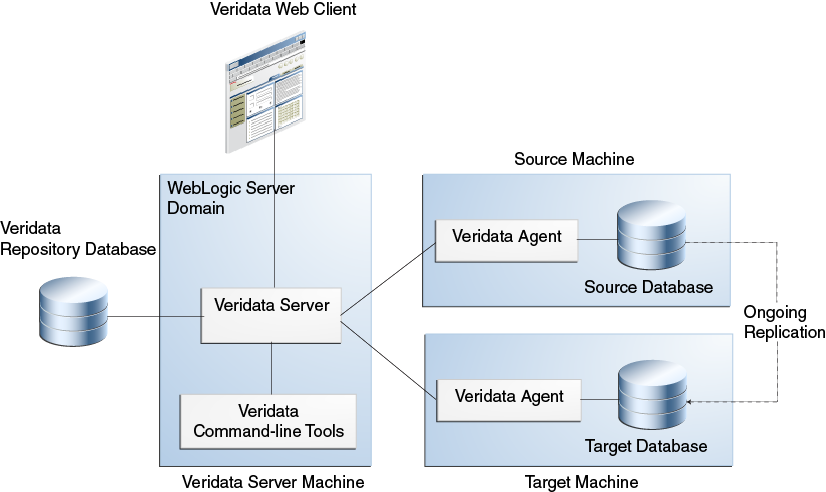 Veridata Web Client
WebLogic Server
Domain
Veridata
Repository Database
Veridata Server
Veridata
Command-line Tools
Veridata Server Machine
Source Machine
Veridata Agent
Source Database
Ongoing
Replication
Veridata Agent
Target Database
Target Machine